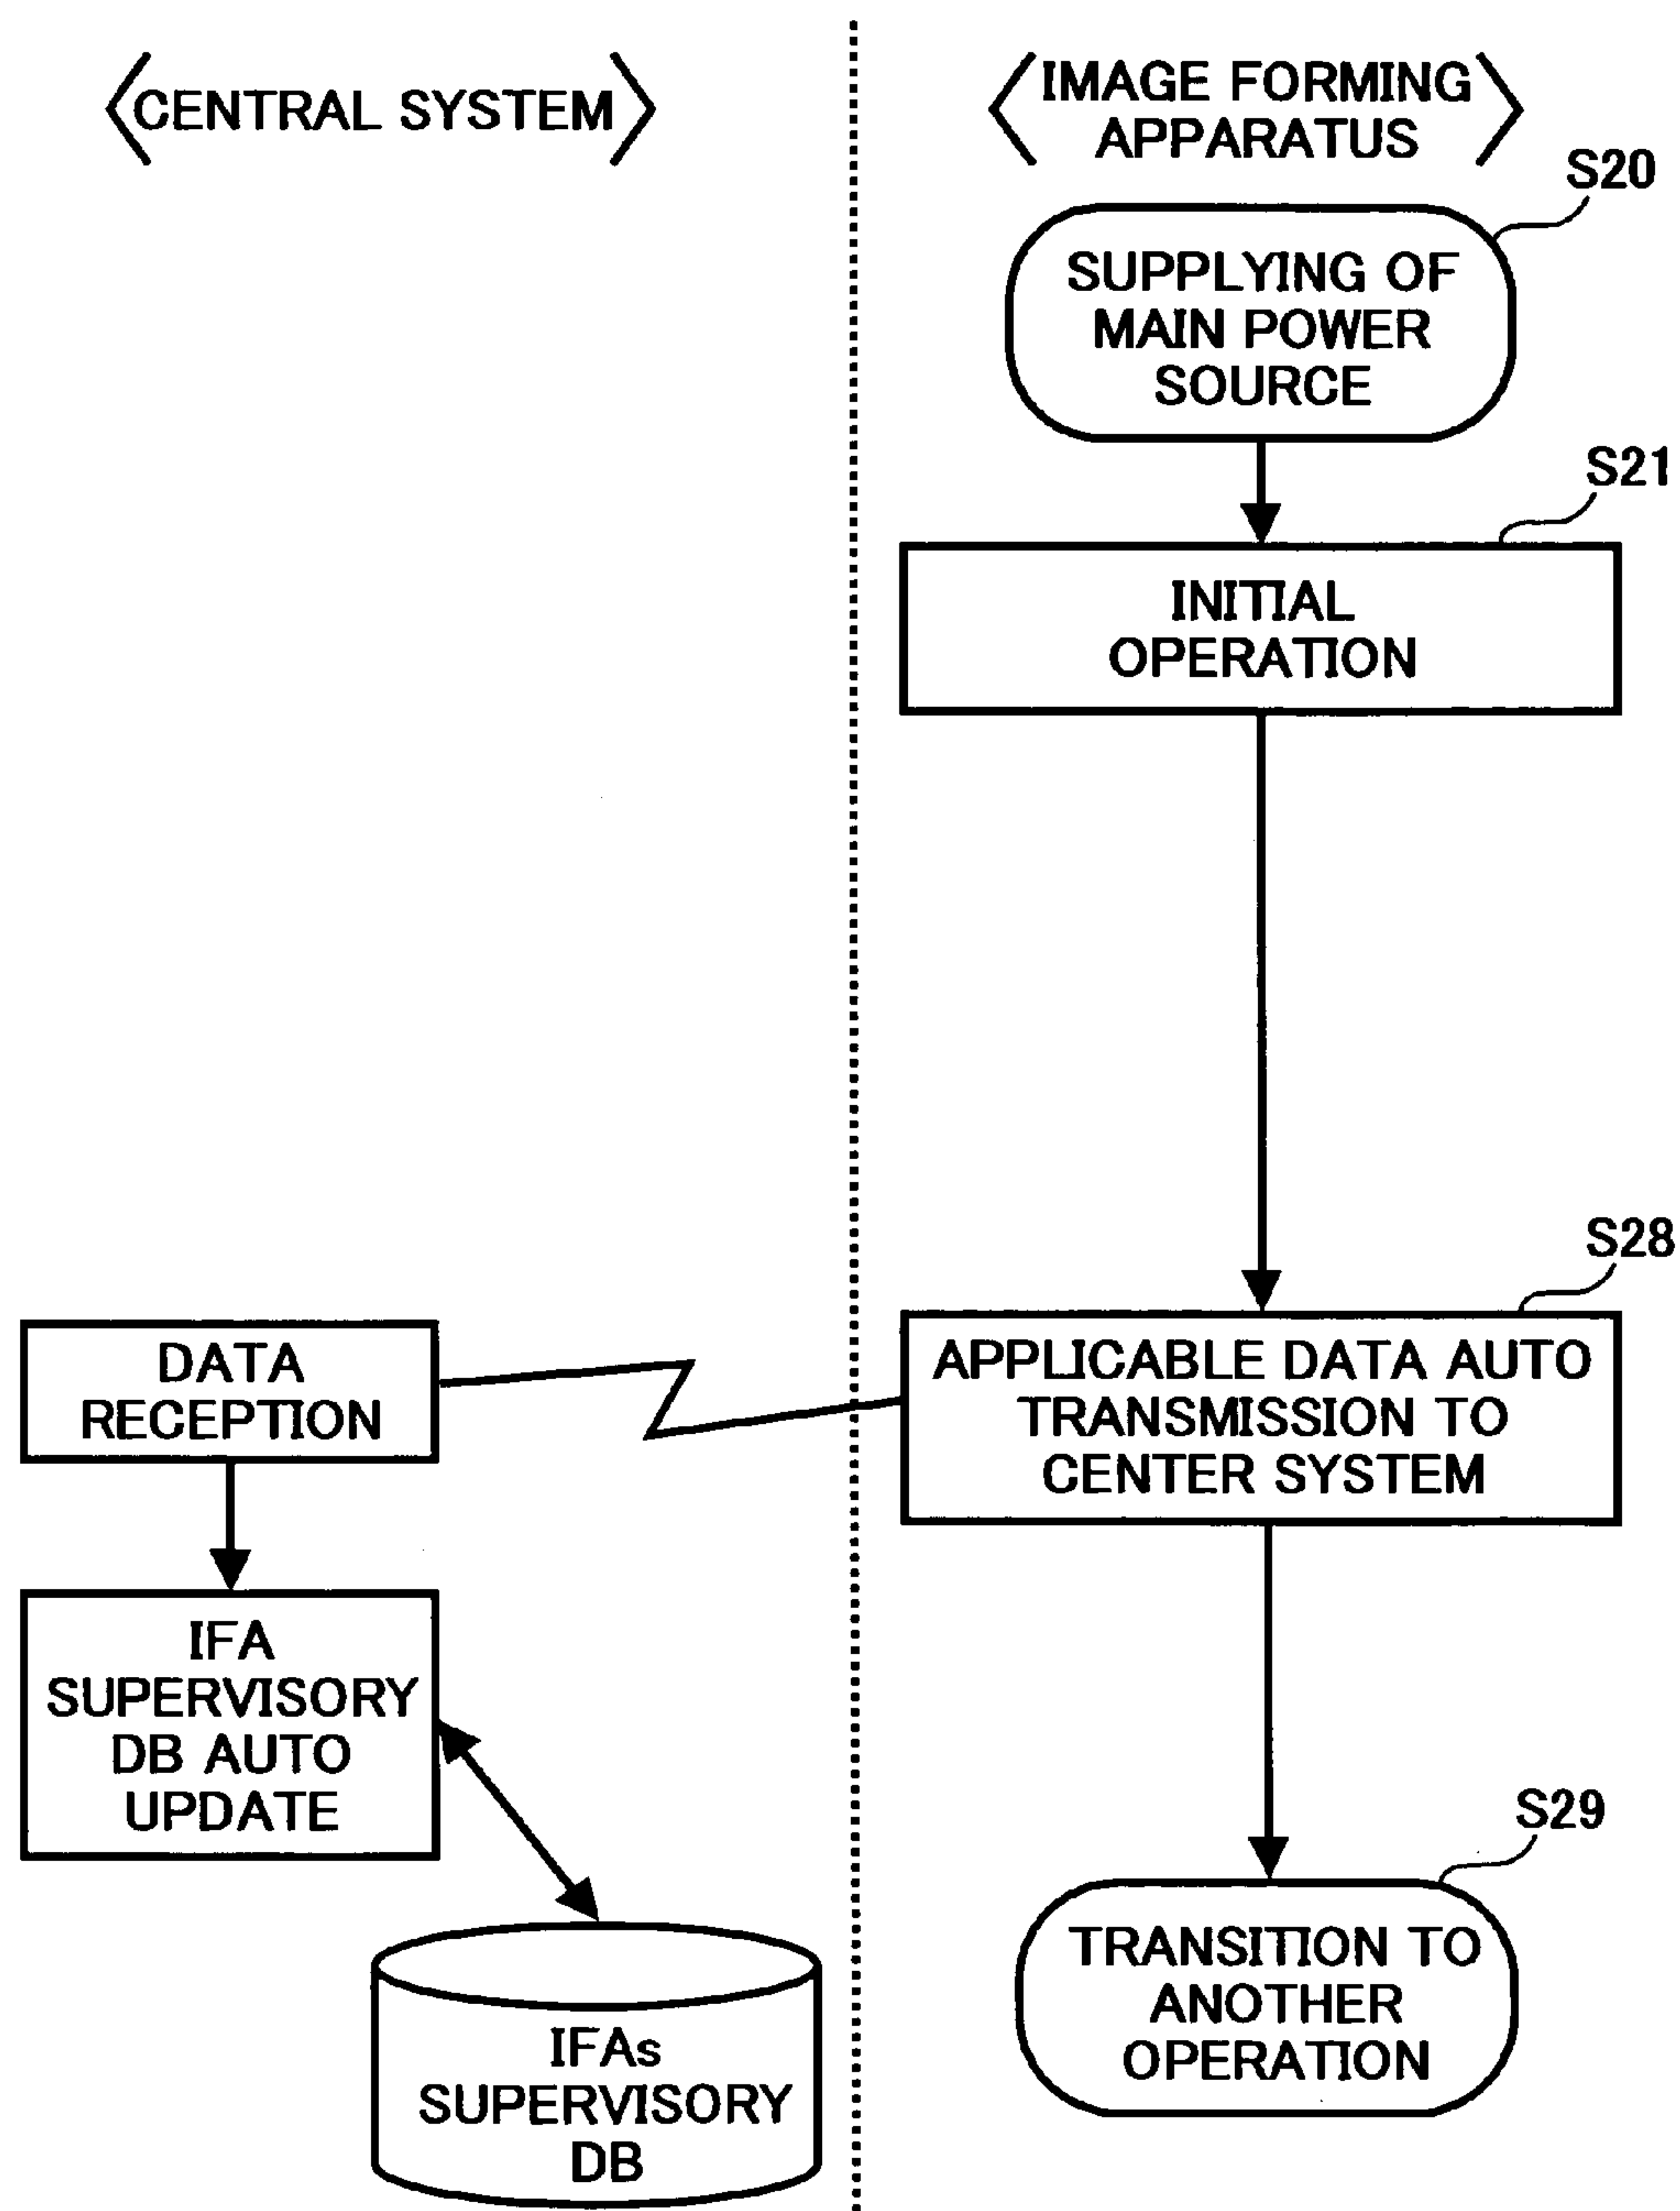 CENTRAL SYSTEM
IMAGE FORMING
APPARATUS
S20
SUPPLYING OF
MAIN POWER
SOURCE
S21
INITIAL
OPERATION
S28
APPLICABLE DATA AUTO
TRANSMISSION TO
CENTER SYSTEM
DATA
RECEPTION
IFA
SUPERVISORY
DB AUTO
UPDATE
IFAs
SUPERVISORY
DB
S29
TRANSITION TO
ANOTHER
OPERATION